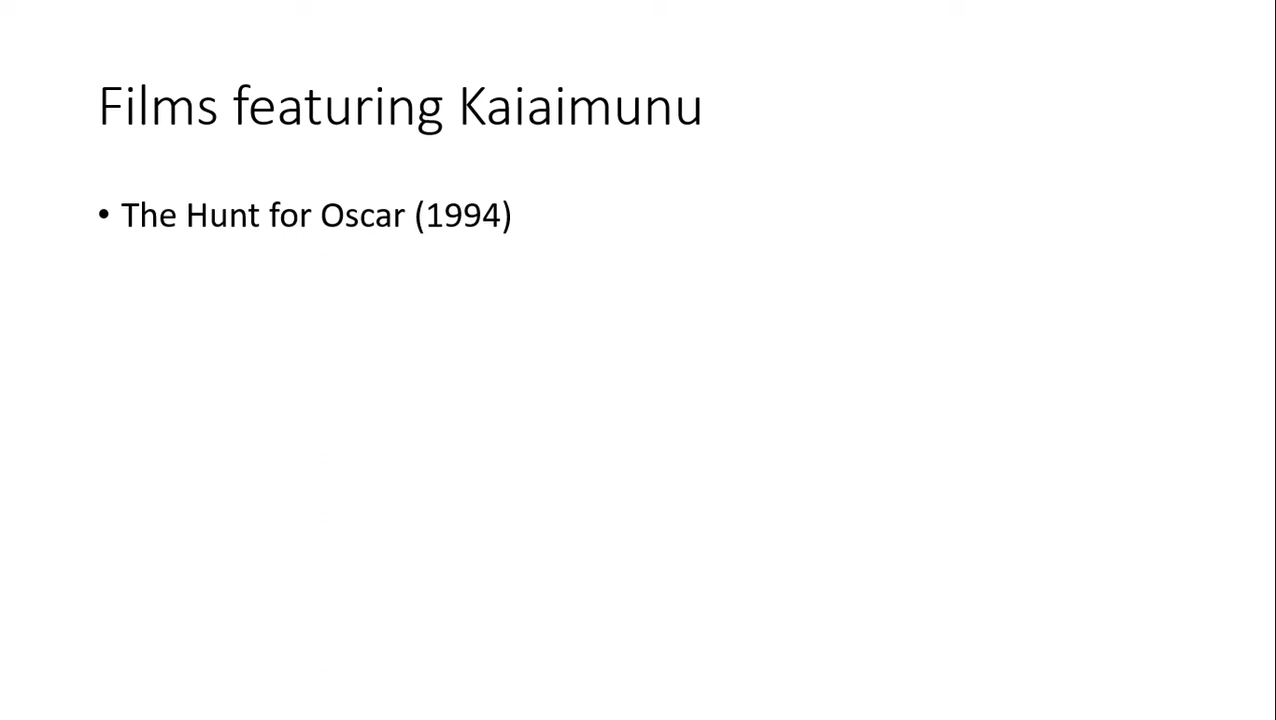 Films featuring Kaiaimunu
• The Hunt for Oscar (1994)